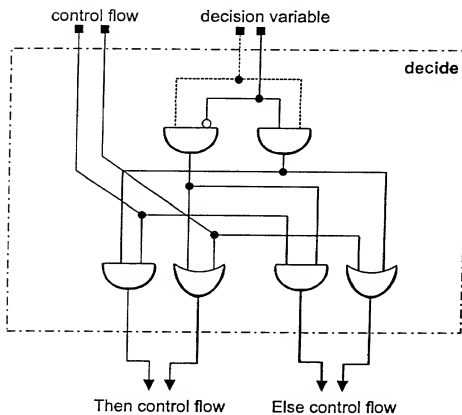 control flow
decision variable
decide
Then control flow
Else control flow